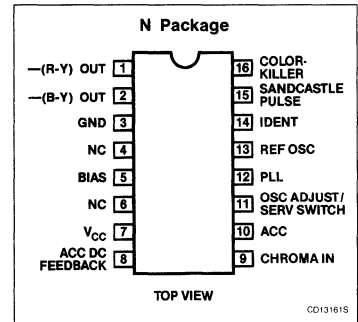 N Package
—(R-Y) OUT 1
—(B-Y) OUT 2
GND 3
NC 4
BIAS 5
NC 6
VCC 7
ACC DC
FEEDBACK 8
16 COLOR-
KILLER
15 SANDCASTLE
PULSE
14 IDENT
13 REF OSC
12 PLL
11 OSC ADJUST/
SERV SWITCH
10 ACC
9 CHROMA IN
TOP VIEW
CD13161S